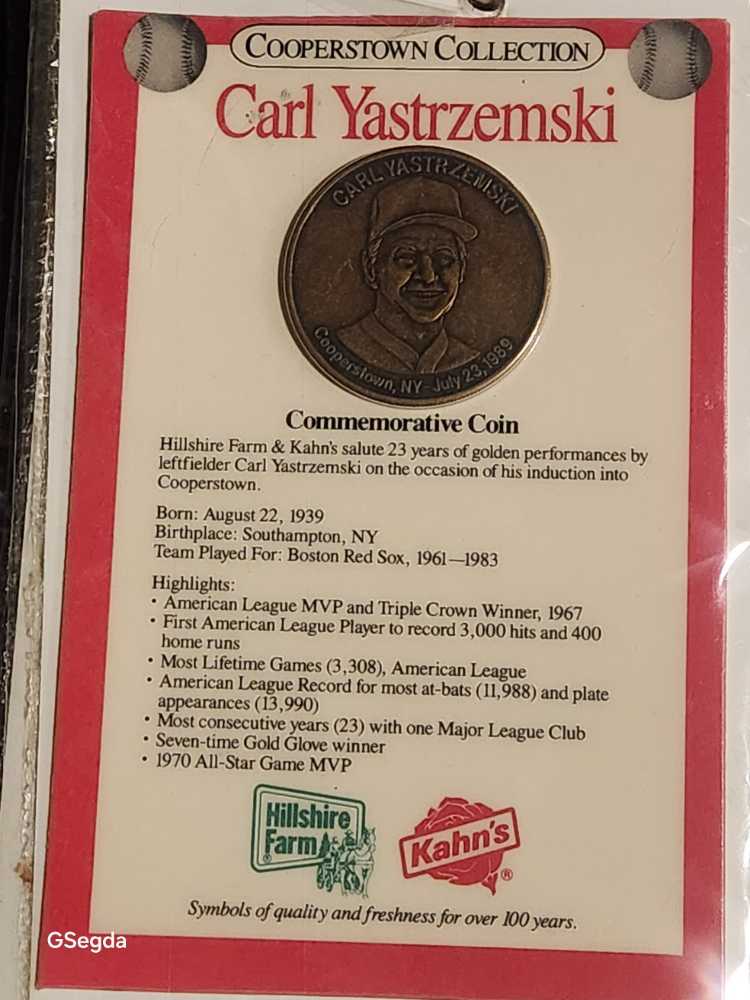 COOPERSTOWN COLLECTION
Carl Yastrzemski
CARL YASTRZEMSKI
Cooperstown, NY - July 23, 1989
Commemorative Coin
Hillshire Farm & Kahn's salute 23 years of golden performances by
leftfielder Carl Yastrzemski on the occasion of his induction into
Cooperstown.
Born: August 22, 1939
Birthplace: Southampton, NY
Team Played For: Boston Red Sox, 1961—1983
Highlights:
• American League MVP and Triple Crown Winner, 1967
• First American League Player to record 3,000 hits and 400
home runs
• Most Lifetime Games (3,308), American League
• American League Record for most at-bats (11,988) and plate
appearances (13,990)
• Most consecutive years (23) with one Major League Club
• Seven-time Gold Glove winner
• 1970 All-Star Game MVP
Hillshire
Farm ®
Kahn's ®
Symbols of quality and freshness for over 100 years.
GSegda